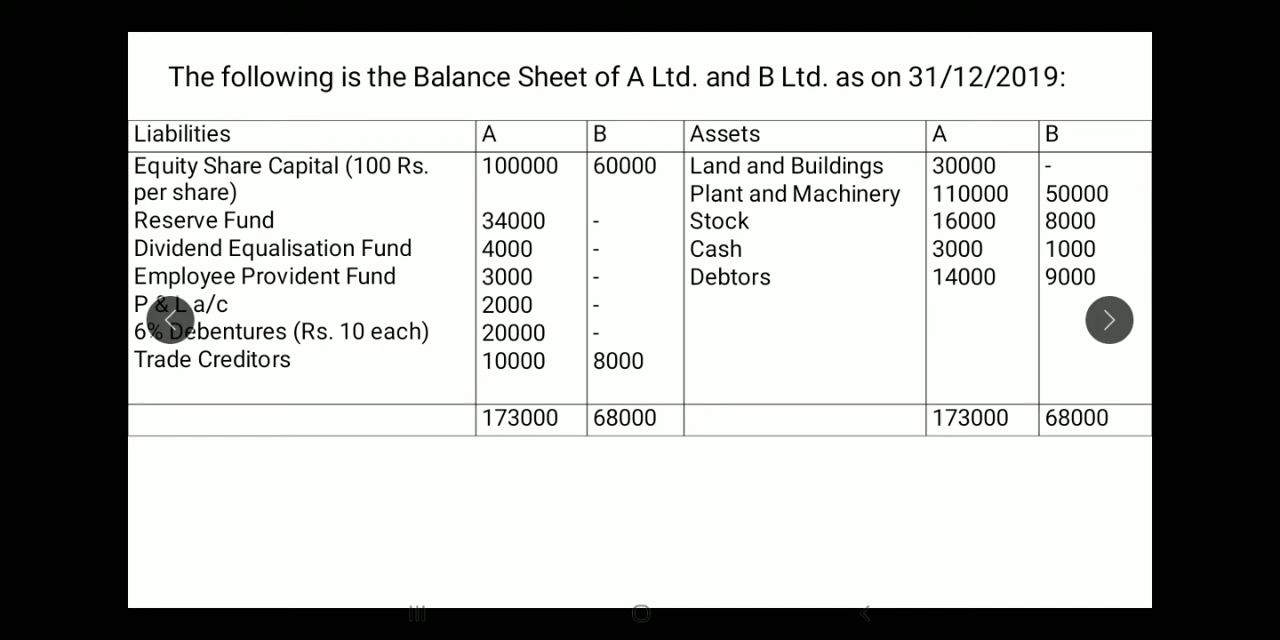 The following is the Balance Sheet of A Ltd. and B Ltd. as on 31/12/2019:
Liabilities A B Assets A B
Equity Share Capital (100 Rs. 100000 60000 Land and Buildings 30000 -
per share) Plant and Machinery 110000 50000
Reserve Fund 34000 - Stock 16000 8000
Dividend Equalisation Fund 4000 - Cash 3000 1000
Employee Provident Fund 3000 - Debtors 14000 9000
P & L a/c 2000 -
6% Debentures (Rs. 10 each) 20000 -
Trade Creditors 10000 8000
173000 68000 173000 68000